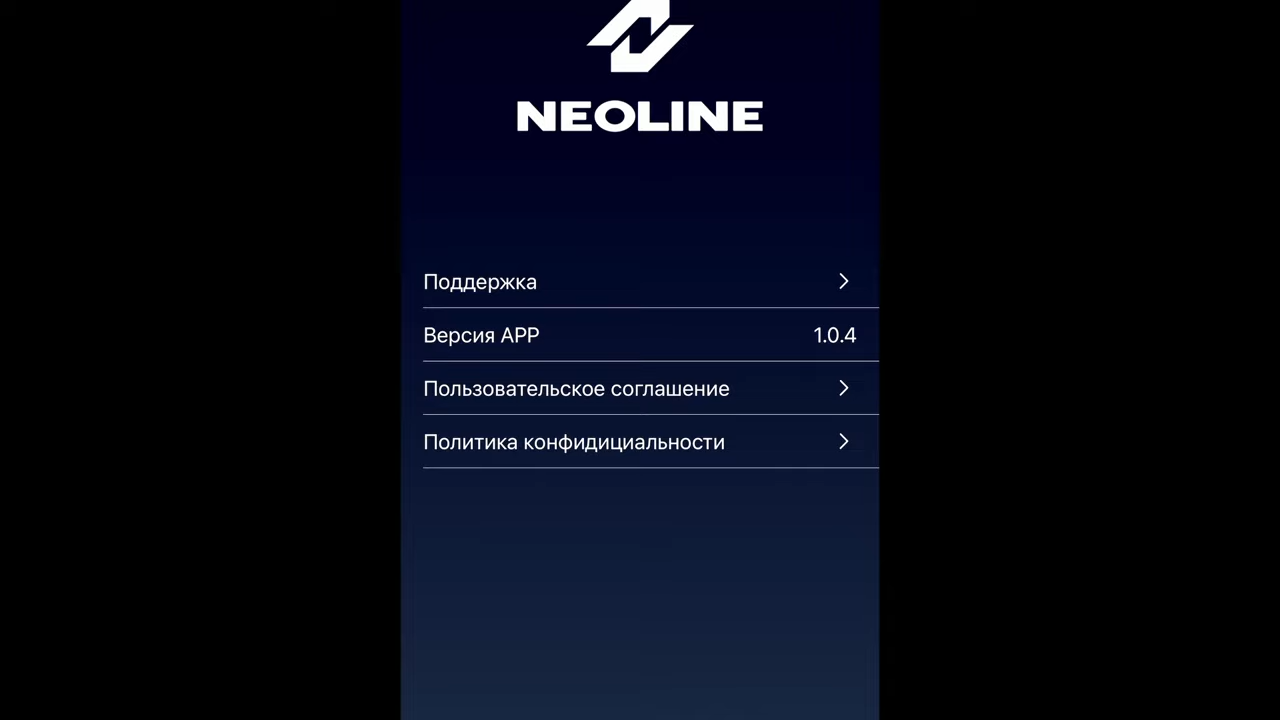 NEOLINE
Поддержка
Версия APP 1.0.4
Пользовательское соглашение
Политика конфидициальности